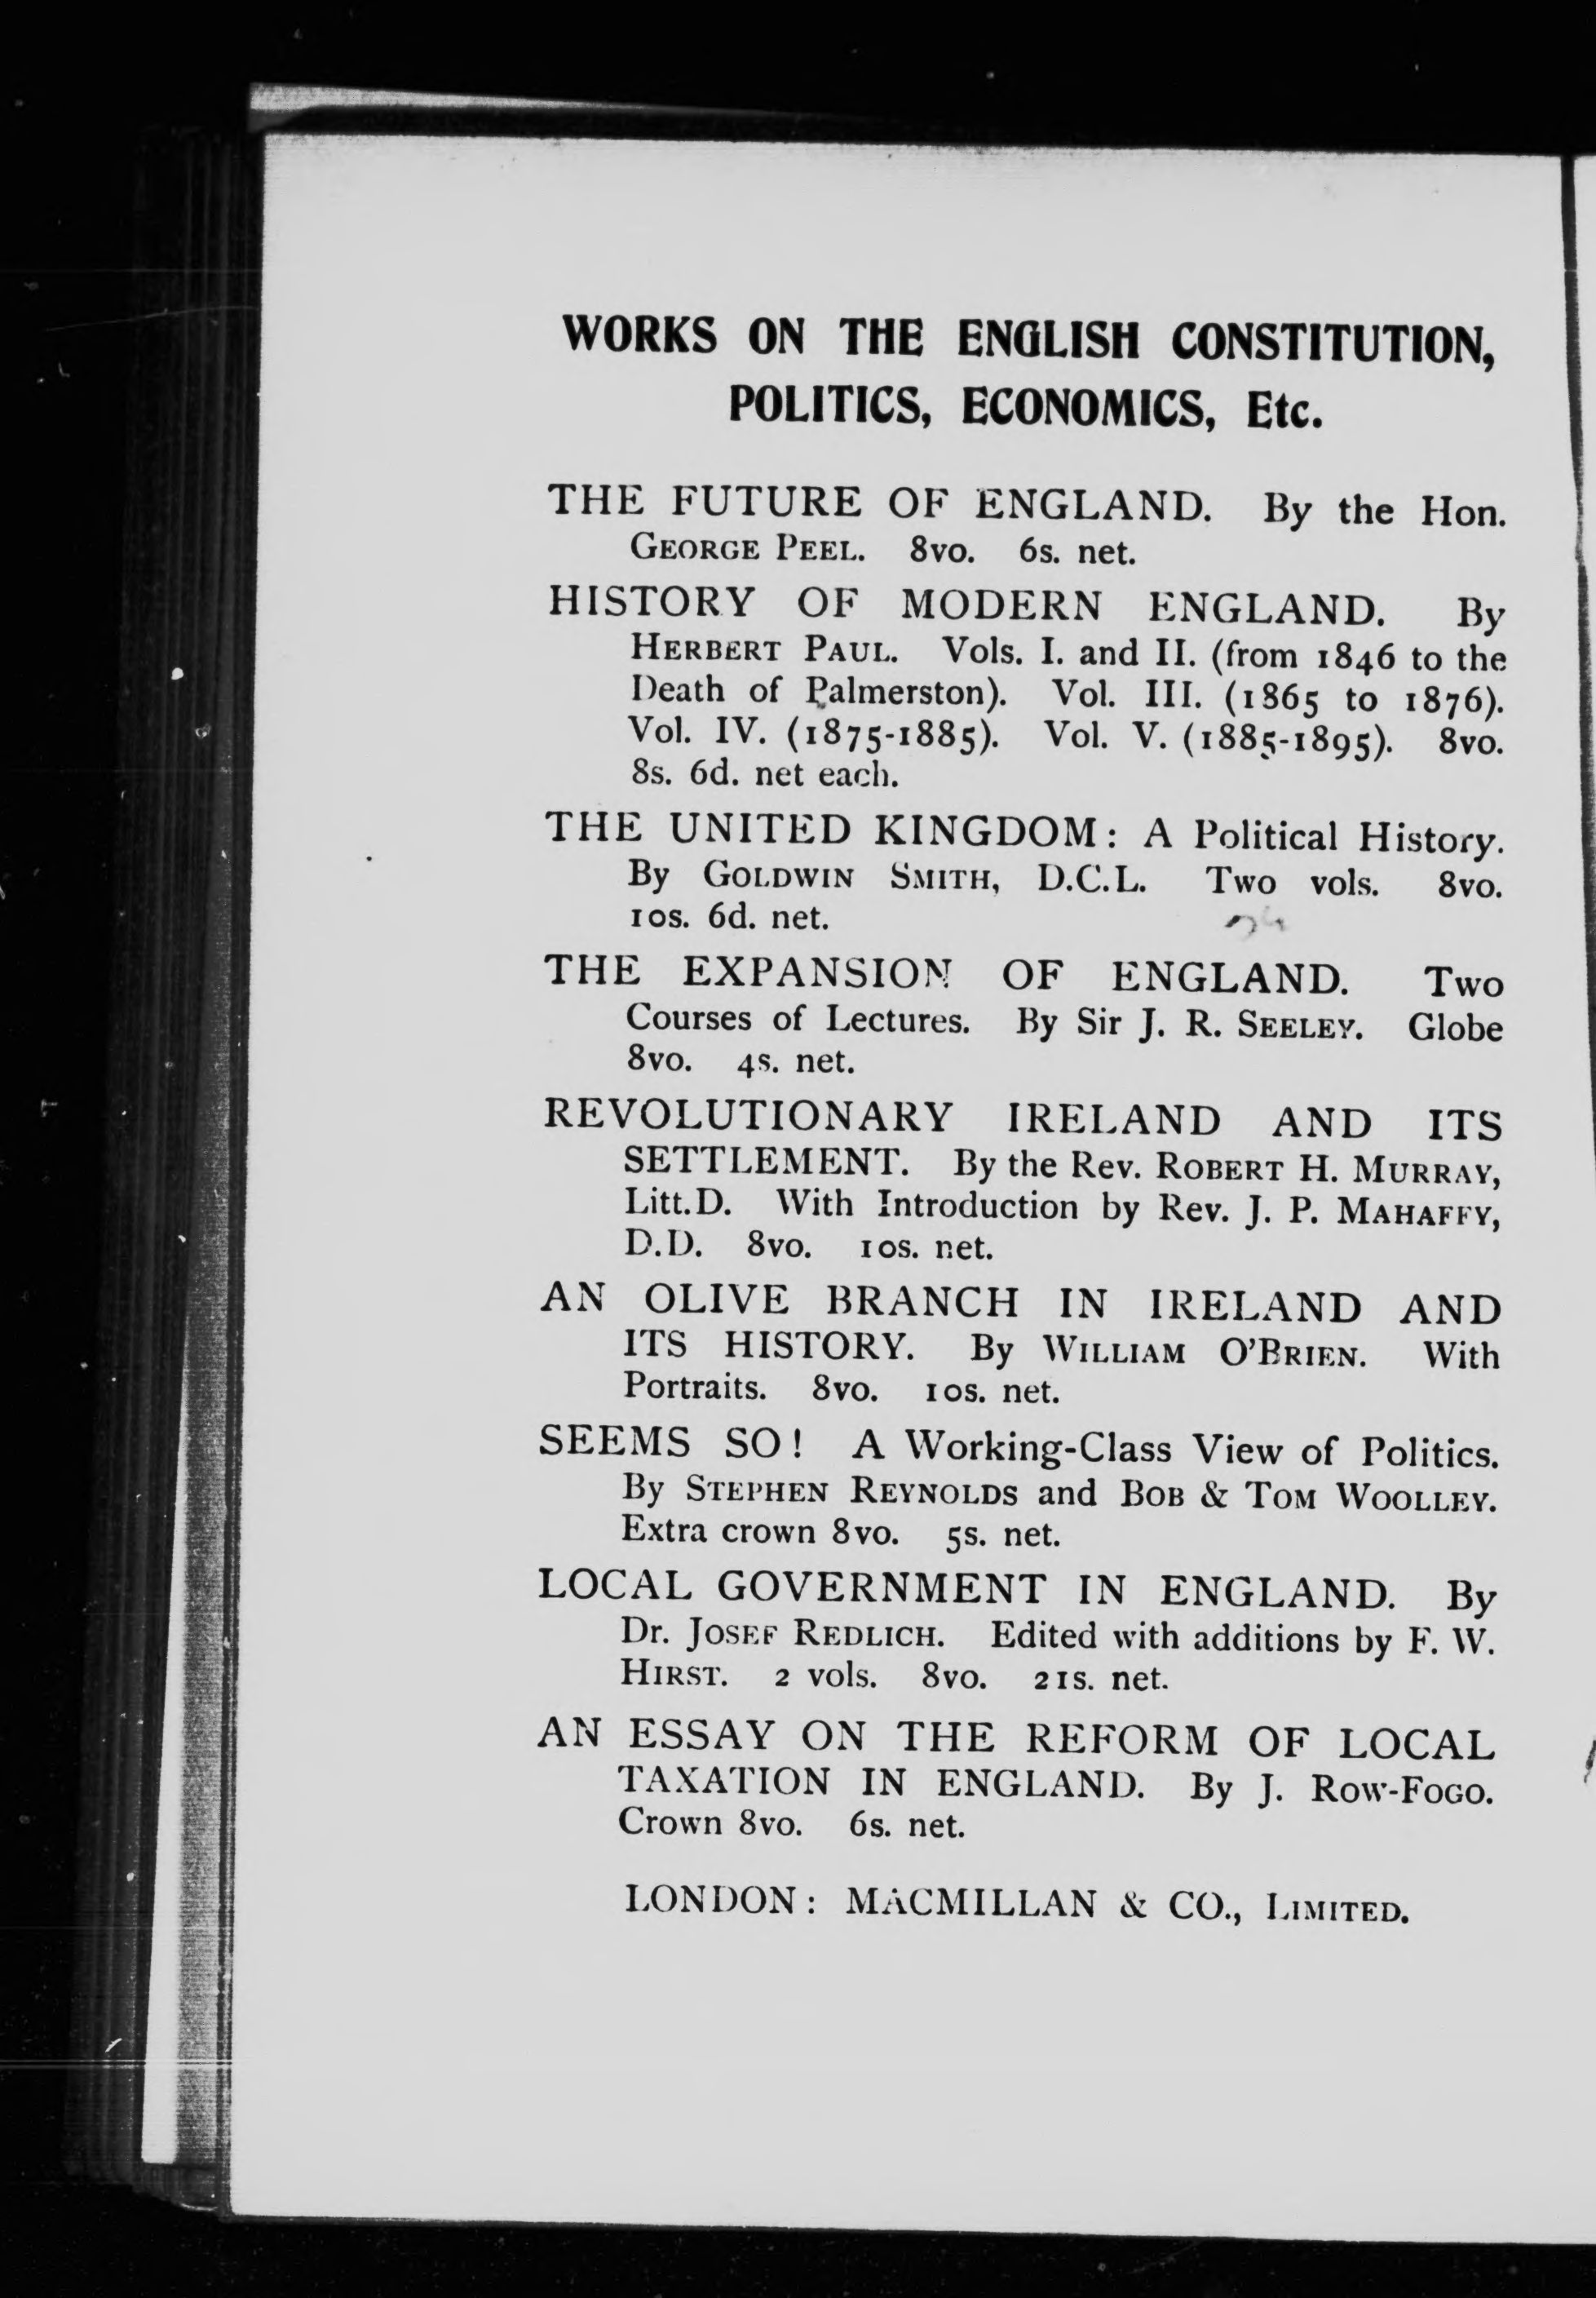 WORKS ON THE ENGLISH CONSTITUTION,
POLITICS, ECONOMICS, Etc.
THE FUTURE OF ENGLAND. By the Hon.
GEORGE PEEL. 8vo. 6s. net.
HISTORY OF MODERN ENGLAND. By
HERBERT PAUL. Vols. I. and II. (from 1846 to the
Death of Palmerston). Vol. III. (1865 to 1876).
Vol. IV. (1875-1885). Vol. V. (1885-1895). 8vo.
8s. 6d. net each.
THE UNITED KINGDOM: A Political History.
By GOLDWIN SMITH, D.C.L. Two vols. 8vo.
10s. 6d. net.
THE EXPANSION OF ENGLAND. Two
Courses of Lectures. By Sir J. R. SEELEY. Globe
8vo. 4s. net.
REVOLUTIONARY IRELAND AND ITS
SETTLEMENT. By the Rev. ROBERT H. MURRAY,
Litt.D. With Introduction by Rev. J. P. MAHAFFY,
D.D. 8vo. 10s. net.
AN OLIVE BRANCH IN IRELAND AND
ITS HISTORY. By WILLIAM O'BRIEN. With
Portraits. 8vo. 10s. net.
SEEMS SO! A Working-Class View of Politics.
By STEPHEN REYNOLDS and BOB & TOM WOOLLEY.
Extra crown 8vo. 5s. net.
LOCAL GOVERNMENT IN ENGLAND. By
Dr. JOSEF REDLICH. Edited with additions by F. W.
HIRST. 2 vols. 8vo. 21s. net.
AN ESSAY ON THE REFORM OF LOCAL
TAXATION IN ENGLAND. By J. ROW-FOGO.
Crown 8vo. 6s. net.
LONDON: MACMILLAN & CO., LIMITED.